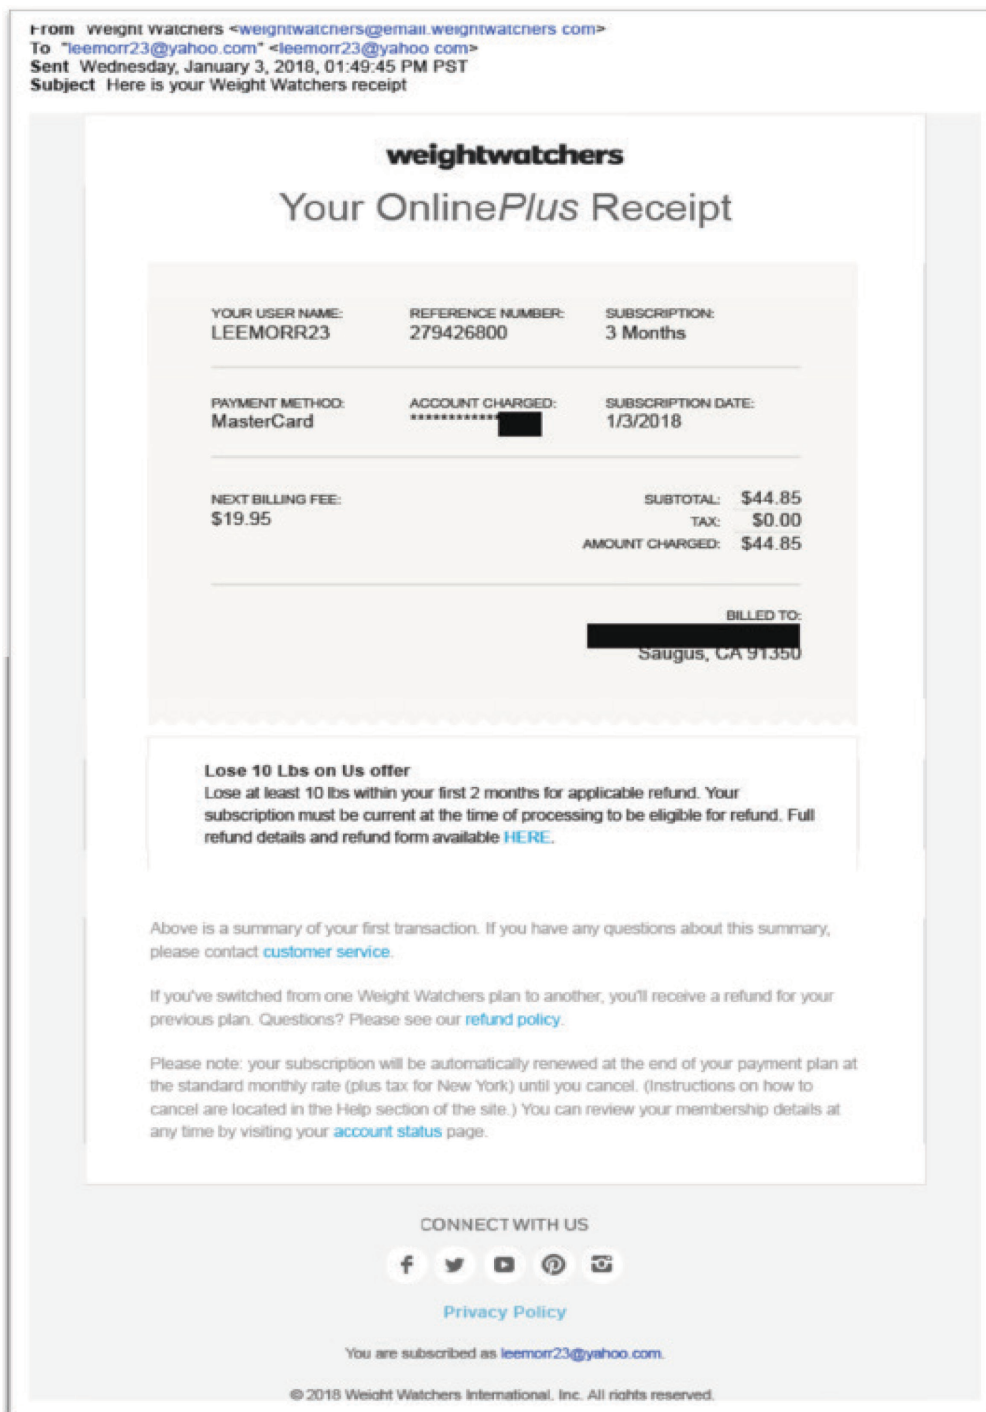 From Weight Watchers <weightwatchers@email.weightwatchers com>
To "leemorr23@yahoo.com" <leemorr23@yahoo com>
Sent Wednesday, January 3, 2018, 01:49:45 PM PST
Subject Here is your Weight Watchers receipt
weightwatchers
Your OnlinePlus Receipt
YOUR USER NAME: REFERENCE NUMBER: SUBSCRIPTION:
LEEMORR23 279426800 3 Months
PAYMENT METHOD: ACCOUNT CHARGED: SUBSCRIPTION DATE:
MasterCard ************ 1/3/2018
NEXT BILLING FEE: SUBTOTAL: $44.85
$19.95 TAX: $0.00
AMOUNT CHARGED: $44.85
BILLED TO:
Saugus, CA 91350
Lose 10 Lbs on Us offer
Lose at least 10 lbs within your first 2 months for applicable refund. Your
subscription must be current at the time of processing to be eligible for refund. Full
refund details and refund form available HERE.
Above is a summary of your first transaction. If you have any questions about this summary,
please contact customer service.
If you've switched from one Weight Watchers plan to another, you'll receive a refund for your
previous plan. Questions? Please see our refund policy.
Please note: your subscription will be automatically renewed at the end of your payment plan at
the standard monthly rate (plus tax for New York) until you cancel. (Instructions on how to
cancel are located in the Help section of the site.) You can review your membership details at
any time by visiting your account status page.
CONNECT WITH US
Privacy Policy
You are subscribed as leemorr23@yahoo.com.
© 2018 Weight Watchers International, Inc. All rights reserved.